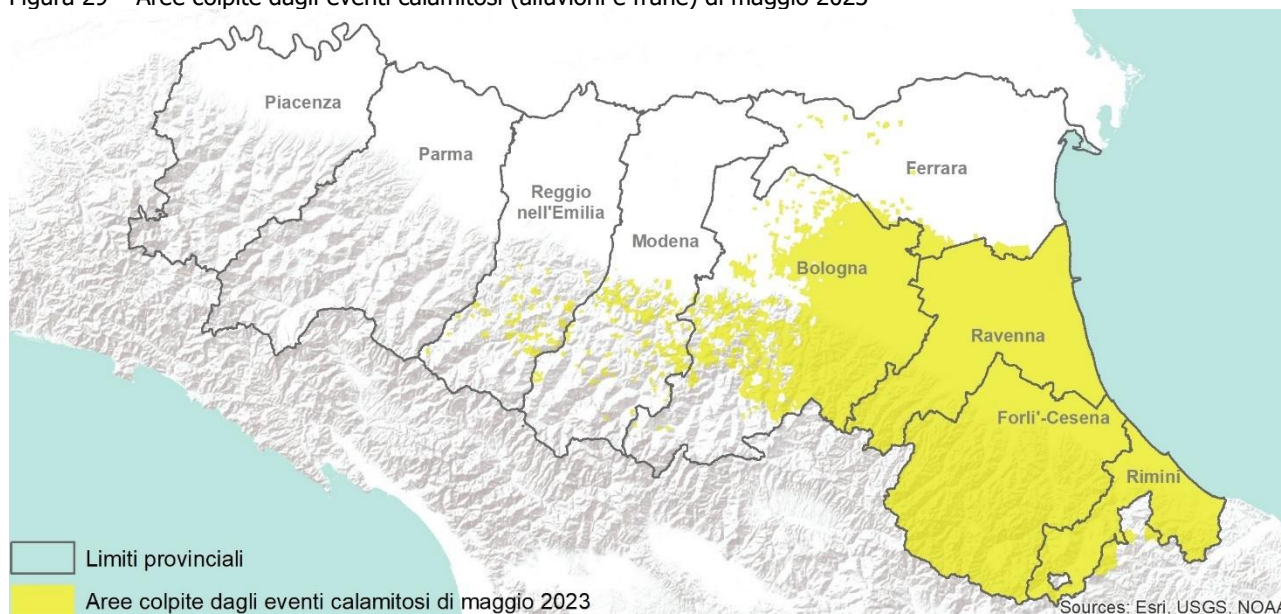 Figura 29 – Aree colpite dagli eventi calamitosi (alluvioni e frane) di maggio 2023
Piacenza
Parma
Reggio
nell'Emilia
Modena
Bologna
Ferrara
Ravenna
Forli'-Cesena
Rimini
Limiti provinciali
Aree colpite dagli eventi calamitosi di maggio 2023
Sources: Esri, USGS, NOAA